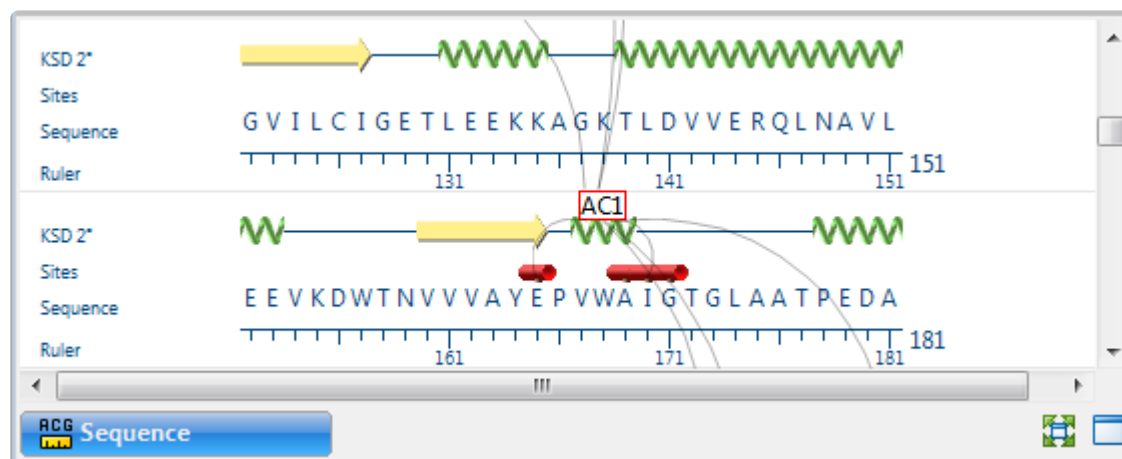 KSD 2°
Sites
Sequence G V I L C I G E T L E E K K A G K T L D V V E R Q L N A V L
Ruler 131 141 151 151
AC1
KSD 2°
Sites
Sequence E E V K D W T N V V V A Y E P V W A I G T G L A A T P E D A
Ruler 161 171 181 181
ACG Sequence